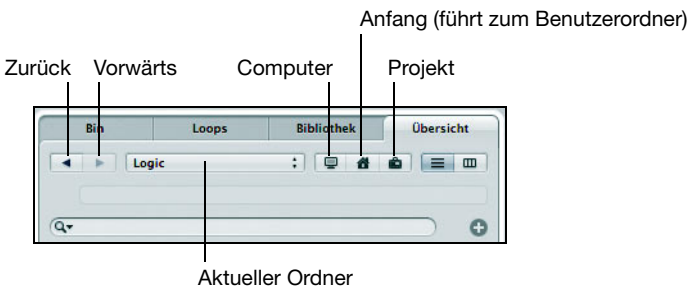 Anfang (führt zum Benutzerordner)
Zurück Vorwärts Computer Projekt
Bin Loops Bibliothek Übersicht
Logic
Aktueller Ordner